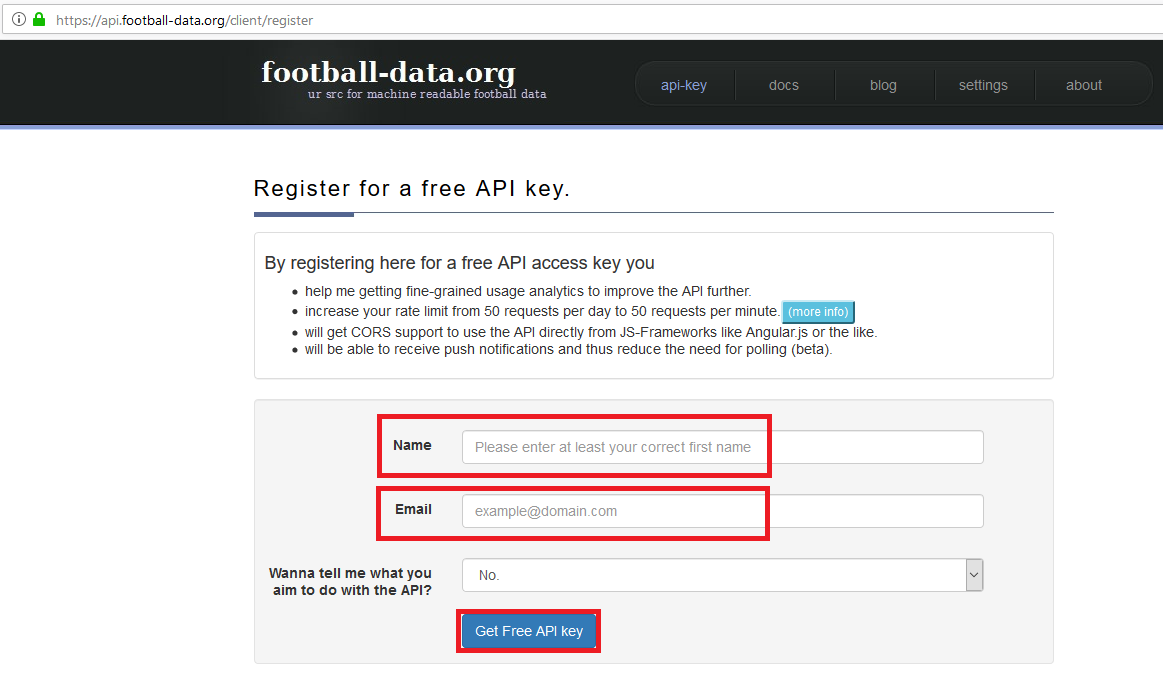 https://api.football-data.org/client/register
football-data.org
ur src for machine readable football data
api-key docs blog settings about
Register for a free API key.
By registering here for a free API access key you
help me getting fine-grained usage analytics to improve the API further.
increase your rate limit from 50 requests per day to 50 requests per minute. (more info)
will get CORS support to use the API directly from JS-Frameworks like Angular.js or the like.
will be able to receive push notifications and thus reduce the need for polling (beta).
Name Please enter at least your correct first name
Email example@domain.com
Wanna tell me what you No.
aim to do with the API?
Get Free API key